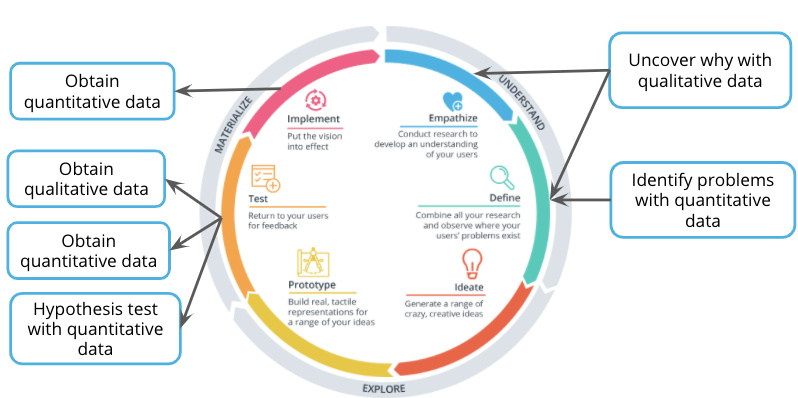 Obtain
quantitative data
Obtain
qualitative data
Obtain
quantitative data
Hypothesis test
with quantitative
data
MATERIALIZE
UNDERSTAND
EXPLORE
Implement
Put the vision
into effect
Test
Return to your users
for feedback
Prototype
Build real, tactile
representations for
a range of your ideas
Empathize
Conduct research to
develop an understanding
of your users
Define
Combine all your research
and observe where your
users' problems exist
Ideate
Generate a range of
crazy, creative ideas
Uncover why with
qualitative data
Identify problems
with quantitative
data